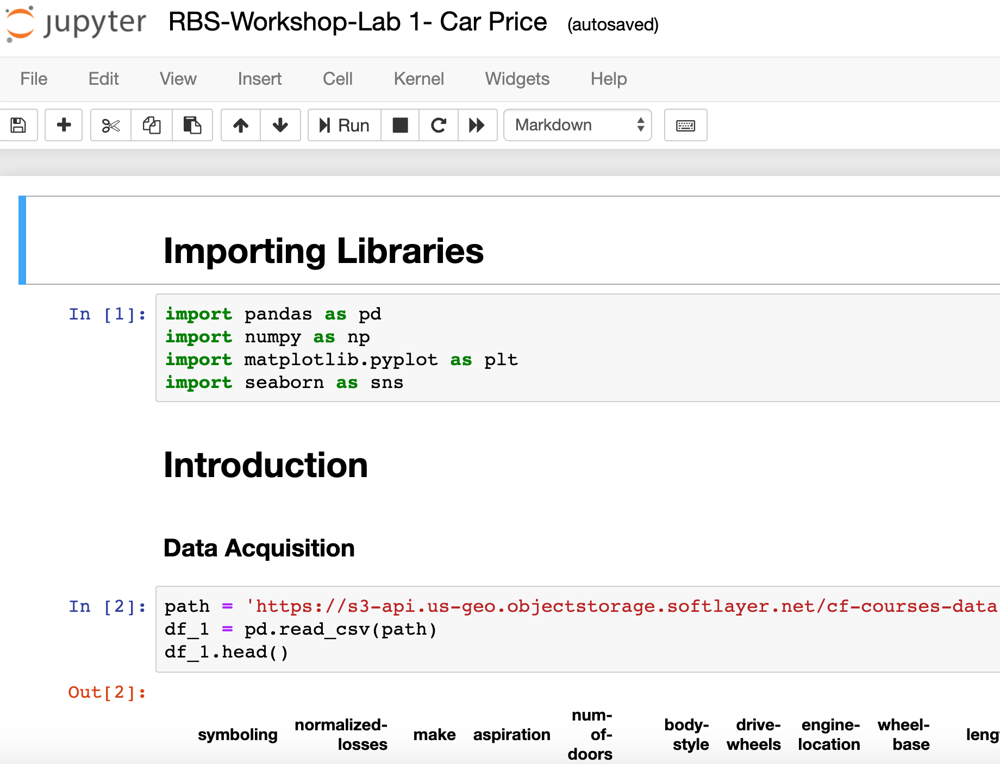 jupyter RBS-Workshop-Lab 1- Car Price (autosaved)
File Edit View Insert Cell Kernel Widgets Help
Run Markdown
Importing Libraries
In [1]: import pandas as pd
import numpy as np
import matplotlib.pyplot as plt
import seaborn as sns
Introduction
Data Acquisition
In [2]: path = 'https://s3-api.us-geo.objectstorage.softlayer.net/cf-courses-data
df_1 = pd.read_csv(path)
df_1.head()
Out[2]:
symboling normalized-losses make aspiration num-of-doors body-style drive-wheels engine-location wheel-base